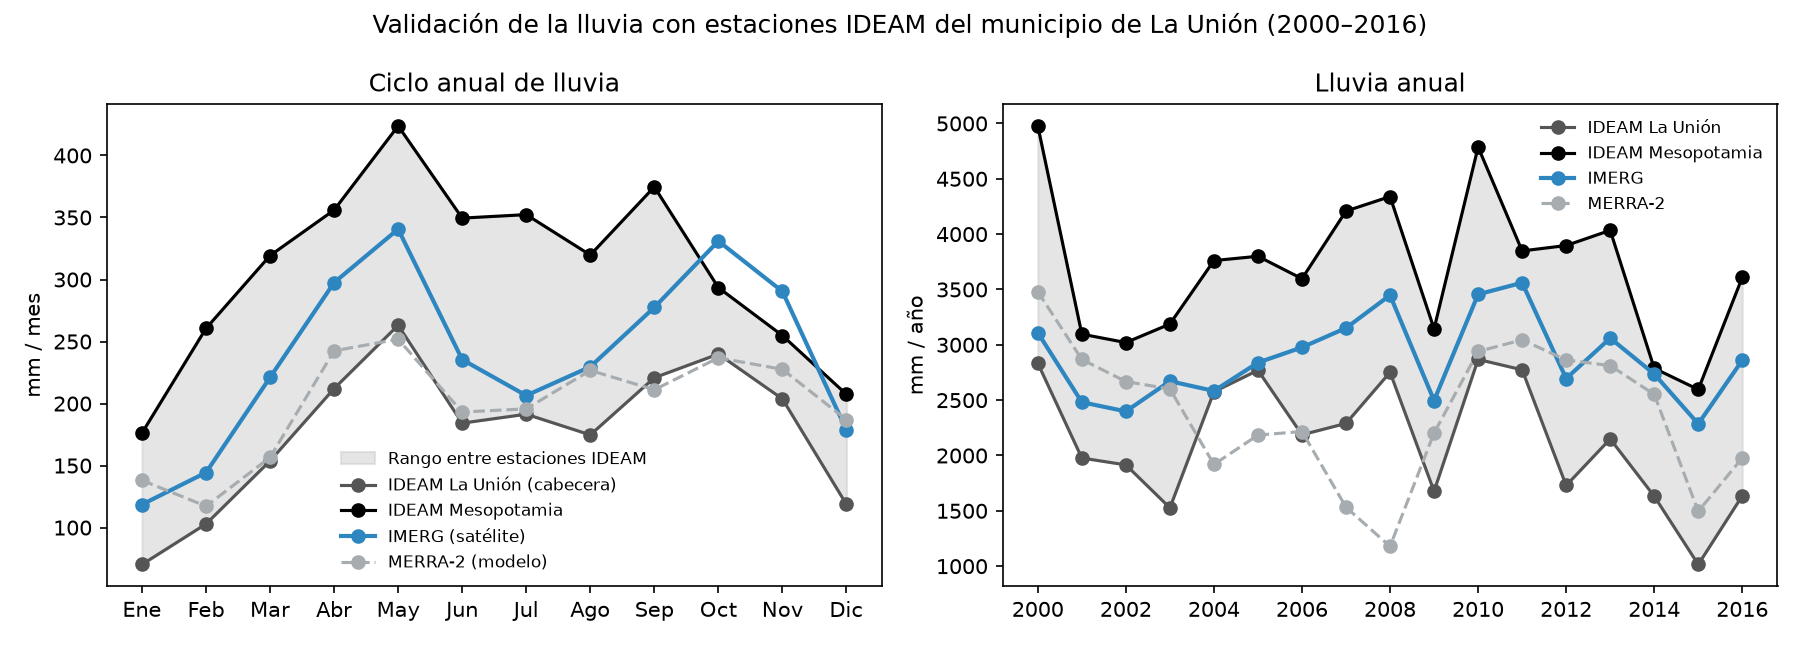 Validación de la lluvia con estaciones IDEAM del municipio de La Unión (2000–2016)
Ciclo anual de lluvia
mm / mes
400
350
300
250
200
150
100
Rango entre estaciones IDEAM
IDEAM La Unión (cabecera)
IDEAM Mesopotamia
IMERG (satélite)
MERRA-2 (modelo)
Ene Feb Mar Abr May Jun Jul Ago Sep Oct Nov Dic
Lluvia anual
mm / año
5000
4500
4000
3500
3000
2500
2000
1500
1000
IDEAM La Unión
IDEAM Mesopotamia
IMERG
MERRA-2
2000 2002 2004 2006 2008 2010 2012 2014 2016